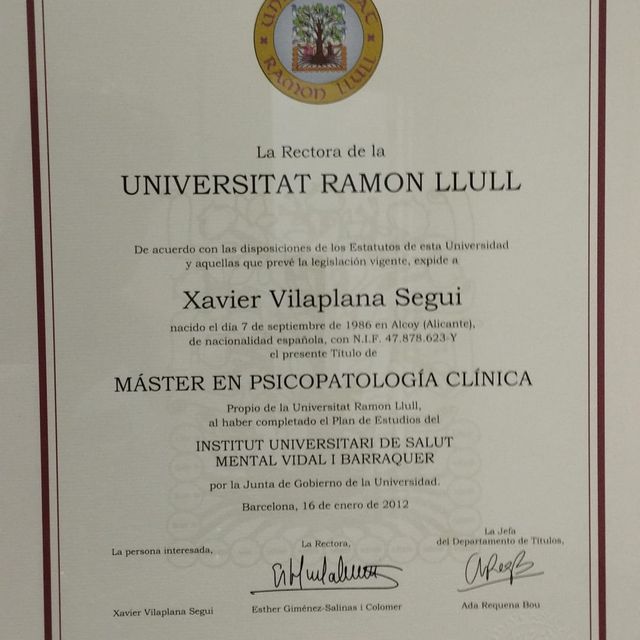 UNIVERSITAT
RAMON LLULL
La Rectora de la
UNIVERSITAT RAMON LLULL
De acuerdo con las disposiciones de los Estatutos de esta Universidad
y aquellas que prevé la legislación vigente, expide a
Xavier Vilaplana Segui
nacido el día 7 de septiembre de 1986 en Alcoy (Alicante),
de nacionalidad española, con N.I.F. 47.878.623-Y
el presente Título de
MÁSTER EN PSICOPATOLOGÍA CLÍNICA
Propio de la Universitat Ramon Llull,
al haber completado el Plan de Estudios del
INSTITUT UNIVERSITARI DE SALUT
MENTAL VIDAL I BARRAQUER
por la Junta de Gobierno de la Universidad.
Barcelona, 16 de enero de 2012
La persona interesada,
La Rectora,
La Jefa
del Departamento de Títulos,
Xavier Vilaplana Segui
Esther Giménez-Salinas i Colomer
Ada Requena Bou